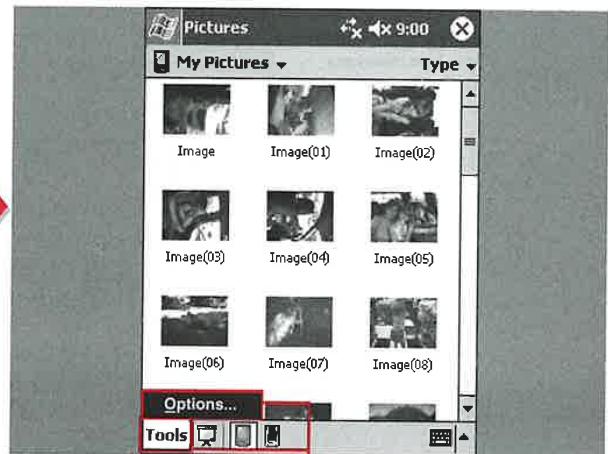 Pictures 9:00
My Pictures Type
Image Image(01) Image(02)
Image(03) Image(04) Image(05)
Image(06) Image(07) Image(08)
Options...
Tools